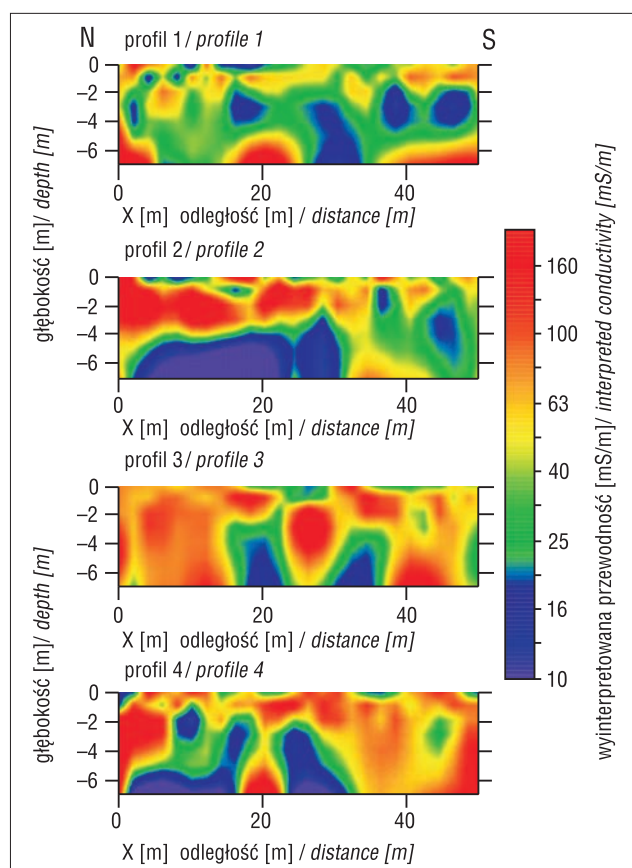 N
profil 1/ profile 1
S
0
−2
−4
−6
0
20
40
X [m] odległość [m] / distance [m]
profil 2/ profile 2
0
−2
−4
−6
0
20
40
X [m] odległość [m] / distance [m]
głębokość [m]/ depth [m]
profil 3/ profile 3
0
−2
−4
−6
0
20
40
X [m] odległość [m] / distance [m]
profil 4/ profile 4
0
−2
−4
−6
0
20
40
X [m] odległość [m] / distance [m]
głębokość [m]/ depth [m]
160
100
63
40
25
16
10
wyinterpretowana przewodność [mS/m]/ interpreted conductivity [mS/m]